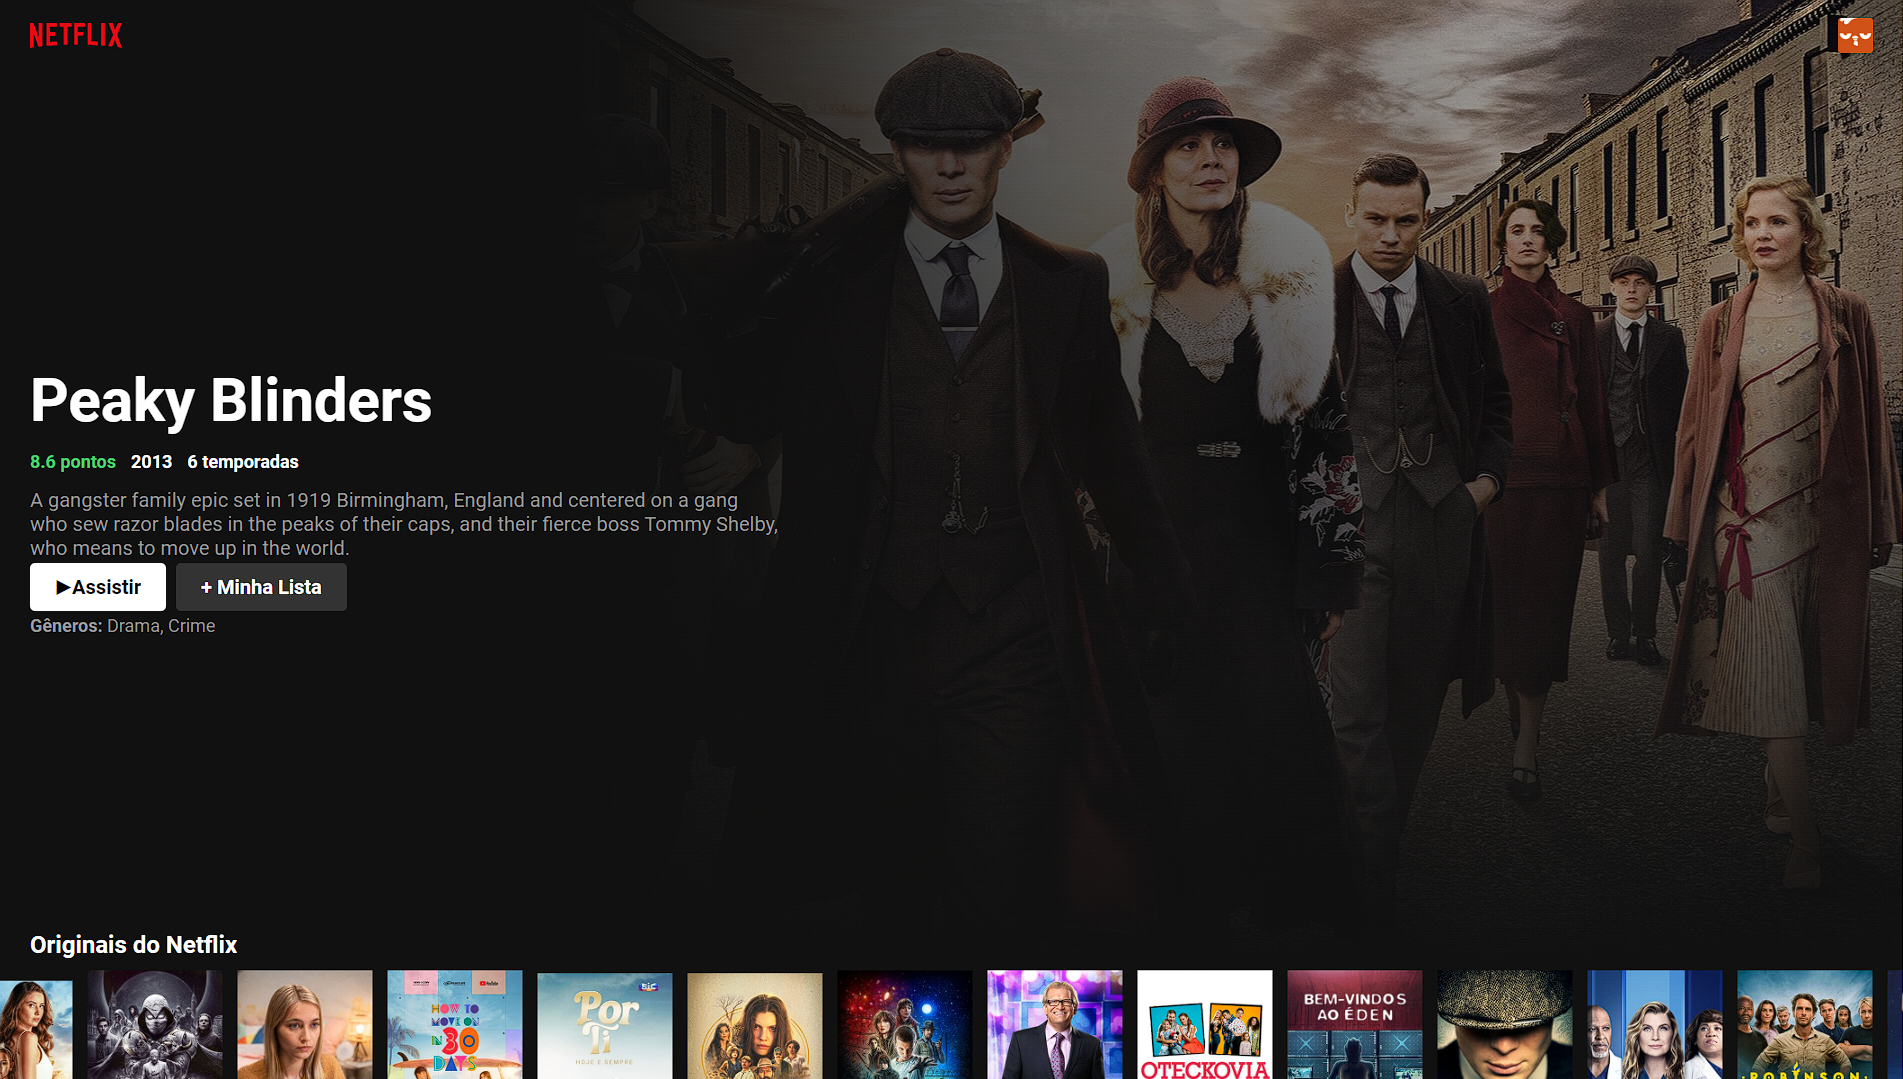 NETFLIX
Peaky Blinders
8.6 pontos 2013 6 temporadas
A gangster family epic set in 1919 Birmingham, England and centered on a gang
who sew razor blades in the peaks of their caps, and their fierce boss Tommy Shelby,
who means to move up in the world.
▶Assistir
+ Minha Lista
Gêneros: Drama, Crime
Originais do Netflix
HOW TO
MOVE ON
IN 30
DAYS
YouTube
Por
Ti
HOJE E SEMPRE
SIC
OTECKOVIA
BEM-VINDOS
AO ÉDEN
ROBINSON